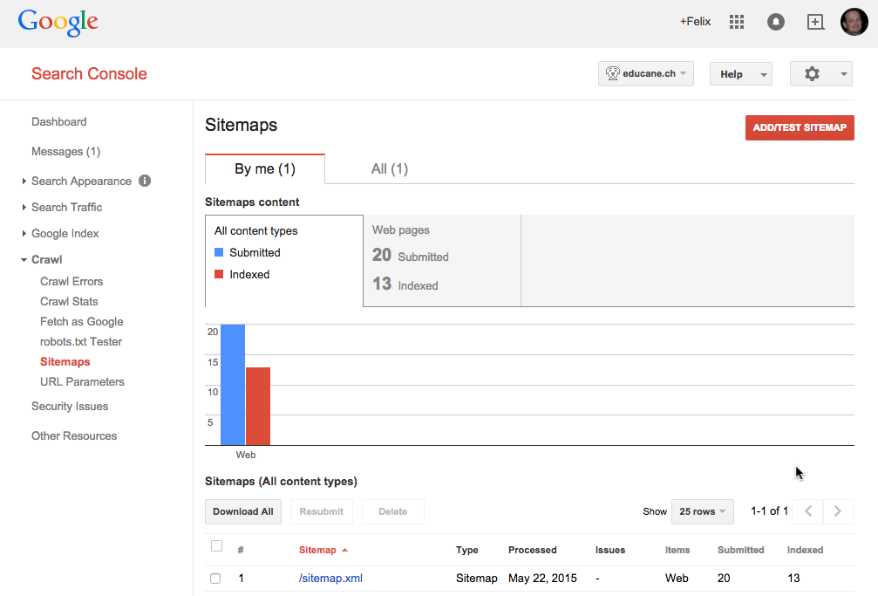 Google
+Felix
Search Console
educane.ch
Help
Dashboard
Messages (1)
Search Appearance
Search Traffic
Google Index
Crawl
Crawl Errors
Crawl Stats
Fetch as Google
robots.txt Tester
Sitemaps
URL Parameters
Security Issues
Other Resources
Sitemaps
ADD/TEST SITEMAP
By me (1) All (1)
Sitemaps content
All content types
Submitted
Indexed
Web pages
20 Submitted
13 Indexed
20
15
10
5
Web
Sitemaps (All content types)
Download All Resubmit Delete Show 25 rows 1-1 of 1
# Sitemap Type Processed Issues Items Submitted Indexed
1 /sitemap.xml Sitemap May 22, 2015 - Web 20 13